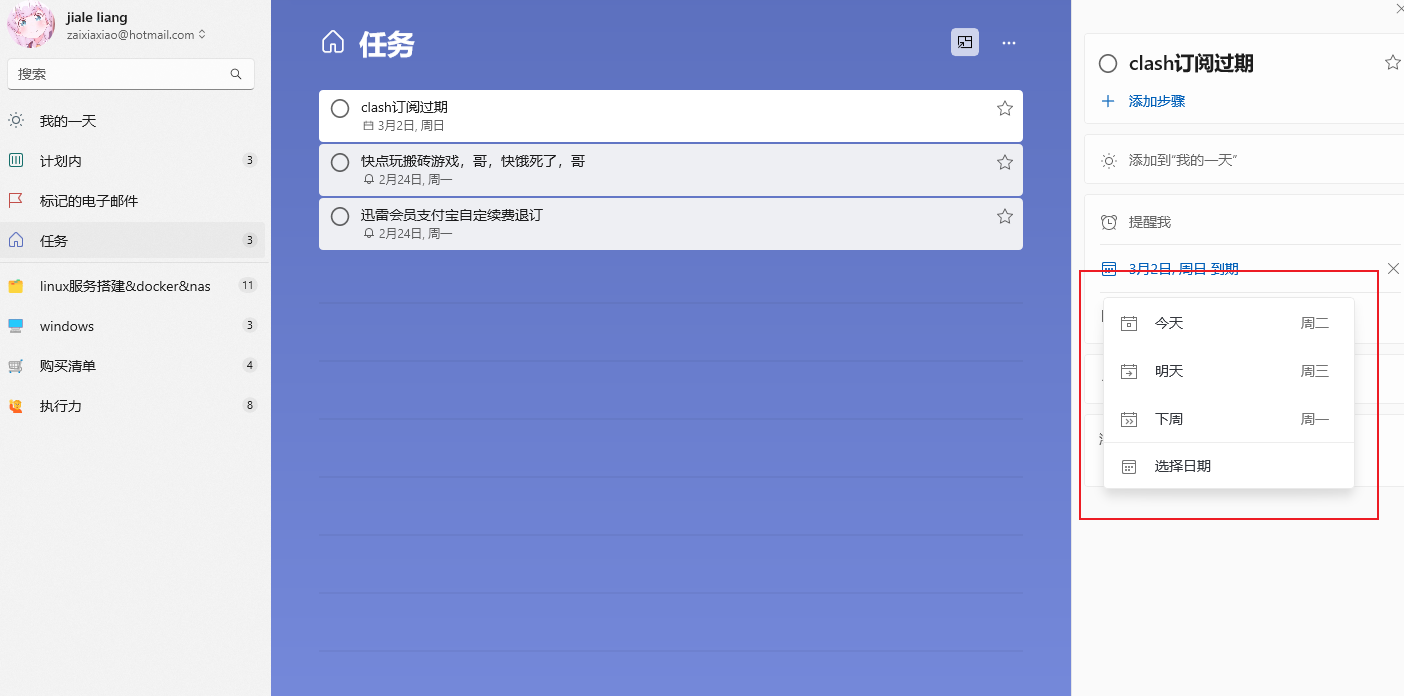 jiale liang
zaixiaxiao@hotmail.com
搜索
我的一天
计划内 3
标记的电子邮件
任务 3
linux服务搭建&docker&nas 11
windows 3
购买清单 4
执行力 8
任务
clash订阅过期
3月2日, 周日
快点玩搬砖游戏，哥，快饿死了，哥
2月24日, 周一
迅雷会员支付宝自定续费退订
2月24日, 周一
clash订阅过期
添加步骤
添加到“我的一天”
提醒我
3月2日, 周日 到期
今天 周二
明天 周三
下周 周一
选择日期